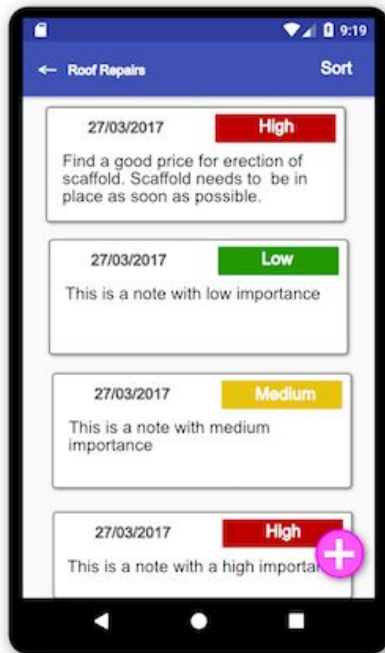 9:19
← Roof Repairs Sort
27/03/2017 High
Find a good price for erection of
scaffold. Scaffold needs to be in
place as soon as possible.
27/03/2017 Low
This is a note with low importance
27/03/2017 Medium
This is a note with medium
importance
27/03/2017 High
This is a note with a high importa